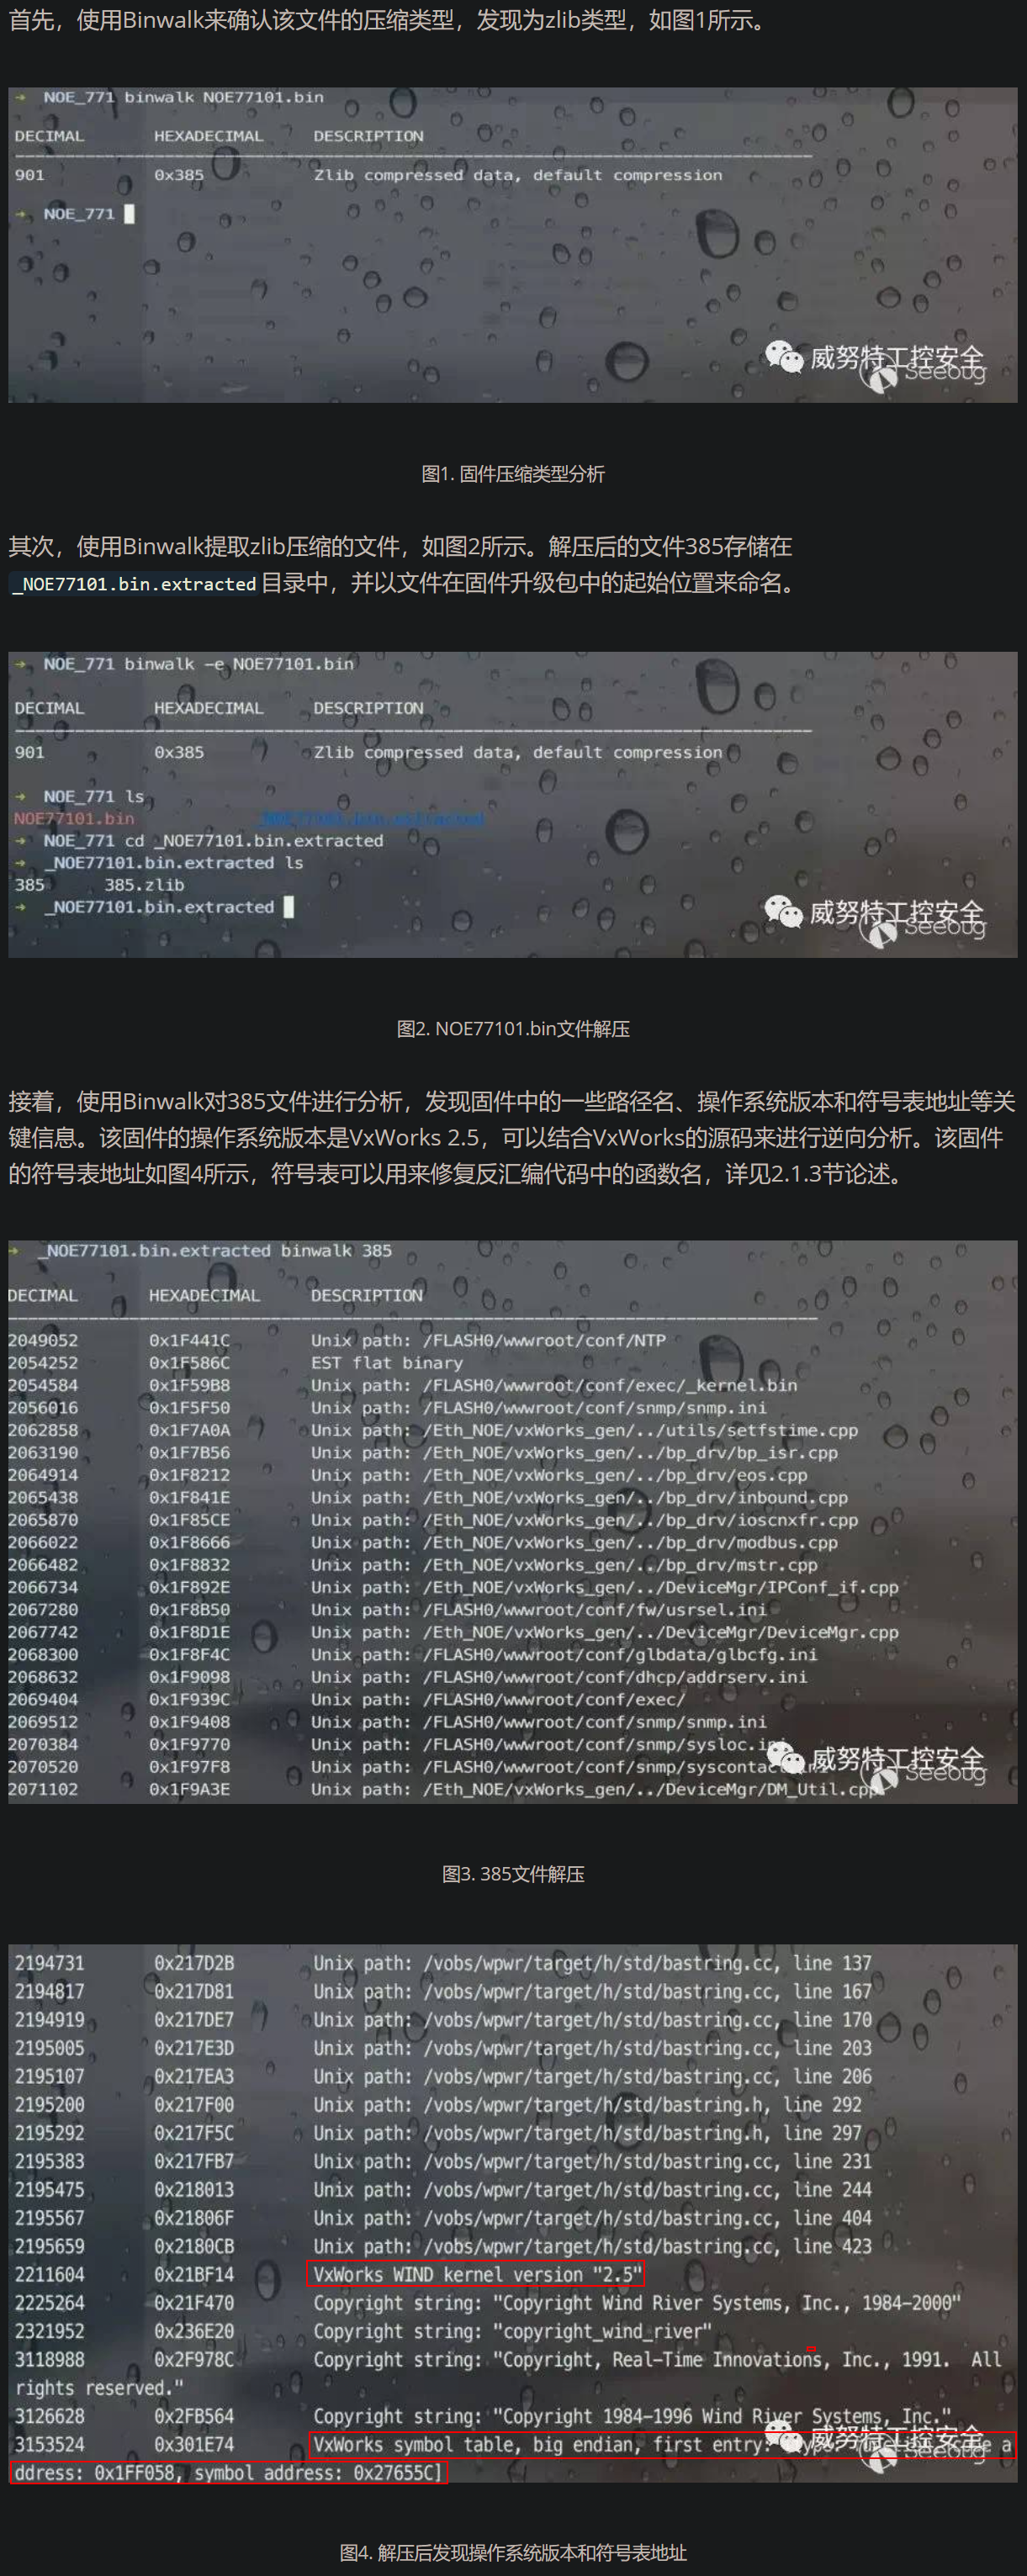 首先，使用Binwalk来确认该文件的压缩类型，发现为zlib类型，如图1所示。
➜ NOE_771 binwalk NOE77101.bin
DECIMAL HEXADECIMAL DESCRIPTION
901 0x385 Zlib compressed data, default compression
➜ NOE_771
威努特工控安全
Seebug
图1. 固件压缩类型分析
其次，使用Binwalk提取zlib压缩的文件，如图2所示。解压后的文件385存储在
_NOE77101.bin.extracted目录中，并以文件在固件升级包中的起始位置来命名。
➜ NOE_771 binwalk -e NOE77101.bin
DECIMAL HEXADECIMAL DESCRIPTION
901 0x385 Zlib compressed data, default compression
➜ NOE_771 ls
NOE77101.bin _NOE77101.bin.extracted
➜ NOE_771 cd _NOE77101.bin.extracted
➜ _NOE77101.bin.extracted ls
385 385.zlib
➜ _NOE77101.bin.extracted
威努特工控安全
Seebug
图2. NOE77101.bin文件解压
接着，使用Binwalk对385文件进行分析，发现固件中的一些路径名、操作系统版本和符号表地址等关
键信息。该固件的操作系统版本是VxWorks 2.5，可以结合VxWorks的源码来进行逆向分析。该固件
的符号表地址如图4所示，符号表可以用来修复反汇编代码中的函数名，详见2.1.3节论述。
➜ _NOE77101.bin.extracted binwalk 385
DECIMAL HEXADECIMAL DESCRIPTION
2049052 0x1F441C Unix path: /FLASH0/wwwroot/conf/NTP
2054252 0x1F586C EST flat binary
2054584 0x1F59B8 Unix path: /FLASH0/wwwroot/conf/exec/_kernel.bin
2056016 0x1F5F50 Unix path: /FLASH0/wwwroot/conf/snmp/snmp.ini
2062858 0x1F7A0A Unix path: /Eth_NOE/vxWorks_gen/../utils/setfstime.cpp
2063190 0x1F7B56 Unix path: /Eth_NOE/vxWorks_gen/../bp_drv/bp_isr.cpp
2064914 0x1F8212 Unix path: /Eth_NOE/vxWorks_gen/../bp_drv/eos.cpp
2065438 0x1F841E Unix path: /Eth_NOE/vxWorks_gen/../bp_drv/inbound.cpp
2065870 0x1F85CE Unix path: /Eth_NOE/vxWorks_gen/../bp_drv/ioscnxfr.cpp
2066022 0x1F8666 Unix path: /Eth_NOE/vxWorks_gen/../bp_drv/modbus.cpp
2066482 0x1F8832 Unix path: /Eth_NOE/vxWorks_gen/../bp_drv/mstr.cpp
2066734 0x1F892E Unix path: /Eth_NOE/vxWorks_gen/../DeviceMgr/IPConf_if.cpp
2067280 0x1F8B50 Unix path: /FLASH0/wwwroot/conf/fw/usrsel.ini
2067742 0x1F8D1E Unix path: /Eth_NOE/vxWorks_gen/../DeviceMgr/DeviceMgr.cpp
2068300 0x1F8F4C Unix path: /FLASH0/wwwroot/conf/glbdata/glbcfg.ini
2068632 0x1F9098 Unix path: /FLASH0/wwwroot/conf/dhcp/addrserv.ini
2069404 0x1F939C Unix path: /FLASH0/wwwroot/conf/exec/
2069512 0x1F9408 Unix path: /FLASH0/wwwroot/conf/snmp/snmp.ini
2070384 0x1F9770 Unix path: /FLASH0/wwwroot/conf/snmp/sysloc.ini
2070520 0x1F97F8 Unix path: /FLASH0/wwwroot/conf/snmp/syscontac
2071102 0x1F9A3E Unix path: /Eth_NOE/vxWorks_gen/../DeviceMgr/DM_Util.cpp
威努特工控安全
Seebug
图3. 385文件解压
2194731 0x217D2B Unix path: /vobs/wpwr/target/h/std/bastring.cc, line 137
2194817 0x217D81 Unix path: /vobs/wpwr/target/h/std/bastring.cc, line 167
2194919 0x217DE7 Unix path: /vobs/wpwr/target/h/std/bastring.cc, line 170
2195005 0x217E3D Unix path: /vobs/wpwr/target/h/std/bastring.cc, line 203
2195107 0x217EA3 Unix path: /vobs/wpwr/target/h/std/bastring.cc, line 206
2195200 0x217F00 Unix path: /vobs/wpwr/target/h/std/bastring.h, line 292
2195292 0x217F5C Unix path: /vobs/wpwr/target/h/std/bastring.h, line 297
2195383 0x217FB7 Unix path: /vobs/wpwr/target/h/std/bastring.cc, line 231
2195475 0x218013 Unix path: /vobs/wpwr/target/h/std/bastring.cc, line 244
2195567 0x21806F Unix path: /vobs/wpwr/target/h/std/bastring.cc, line 404
2195659 0x2180CB Unix path: /vobs/wpwr/target/h/std/bastring.cc, line 423
2211604 0x21BF14 VxWorks WIND kernel version "2.5"
2225264 0x21F470 Copyright string: "Copyright Wind River Systems, Inc., 1984-2000"
2321952 0x236E20 Copyright string: "copyright_wind_river"
3118988 0x2F978C Copyright string: "Copyright, Real-Time Innovations, Inc., 1991. All
rights reserved."
3126628 0x2FB564 Copyright string: "Copyright 1984-1996 Wind River Systems, Inc."
3153524 0x301E74 VxWorks symbol table, big endian, first entry: a
ddress: 0x1FF058, symbol address: 0x27655C]
威努特工控安全
Seebug
图4. 解压后发现操作系统版本和符号表地址